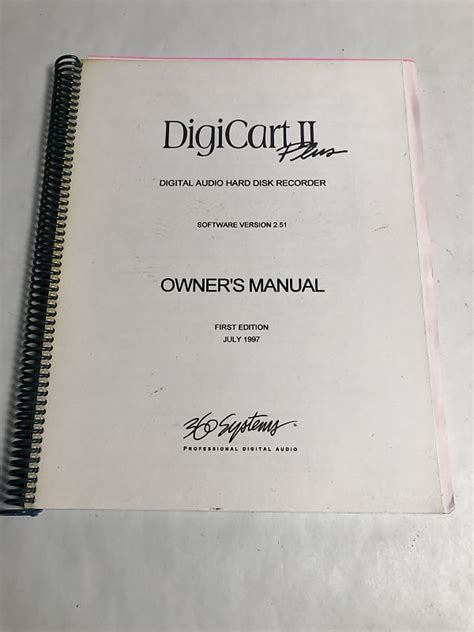 DigiCart II
Plus
DIGITAL AUDIO HARD DISK RECORDER
SOFTWARE VERSION 2.51
OWNER'S MANUAL
FIRST EDITION
JULY 1997
360 Systems
PROFESSIONAL DIGITAL AUDIO